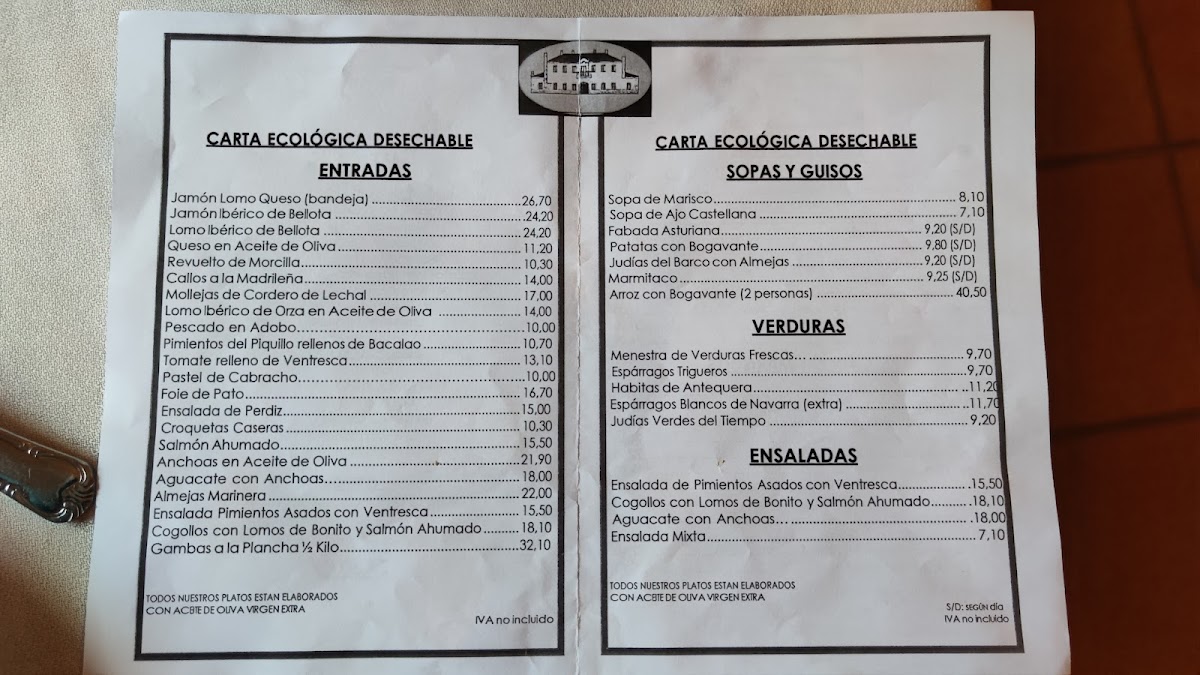 CARTA ECOLÓGICA DESECHABLE
ENTRADAS
Jamón Lomo Queso (bandeja) ...26,70
Jamón Ibérico de Bellota ...24,20
Lomo Ibérico de Bellota ...24,20
Queso en Aceite de Oliva...11,20
Revuelto de Morcilla...10,30
Callos a la Madrileña...14,00
Mollejas de Cordero de Lechal ...17,00
Lomo Ibérico de Orza en Aceite de Oliva ...14,00
Pescado en Adobo...10,00
Pimientos del Piquillo rellenos de Bacalao ...10,70
Tomate relleno de Ventresca...13,10
Pastel de Cabracho...10,00
Foie de Pato...16,70
Ensalada de Perdiz...15,00
Croquetas Caseras ...10,30
Salmón Ahumado...15,50
Anchoas en Aceite de Oliva ...21,90
Aguacate con Anchoas...18,00
Almejas Marinera ...22,00
Ensalada Pimientos Asados con Ventresca...15,50
Cogollos con Lomos de Bonito y Salmón Ahumado ...18,10
Gambas a la Plancha ½ Kilo...32,10
TODOS NUESTROS PLATOS ESTAN ELABORADOS
CON ACEITE DE OLIVA VIRGEN EXTRA
IVA no incluido
CARTA ECOLÓGICA DESECHABLE
SOPAS Y GUISOS
Sopa de Marisco... 8,10
Sopa de Ajo Castellana ... 7,10
Fabada Asturiana... 9,20 (S/D)
Patatas con Bogavante... 9,80 (S/D)
Judías del Barco con Almejas ... 9,20 (S/D)
Marmitaco ... 9,25 (S/D)
Arroz con Bogavante (2 personas) ... 40,50
VERDURAS
Menestra de Verduras Frescas... 9,70
Espárragos Trigueros ... 9,70
Habitas de Antequera...11,20
Espárragos Blancos de Navarra (extra) ...11,70
Judías Verdes del Tiempo ... 9,20
ENSALADAS
Ensalada de Pimientos Asados con Ventresca...15,50
Cogollos con Lomos de Bonito y Salmón Ahumado...18,10
Aguacate con Anchoas... ...18,00
Ensalada Mixta... 7,10
TODOS NUESTROS PLATOS ESTAN ELABORADOS
CON ACEITE DE OLIVA VIRGEN EXTRA
S/D: SEGÚN día
IVA no incluido